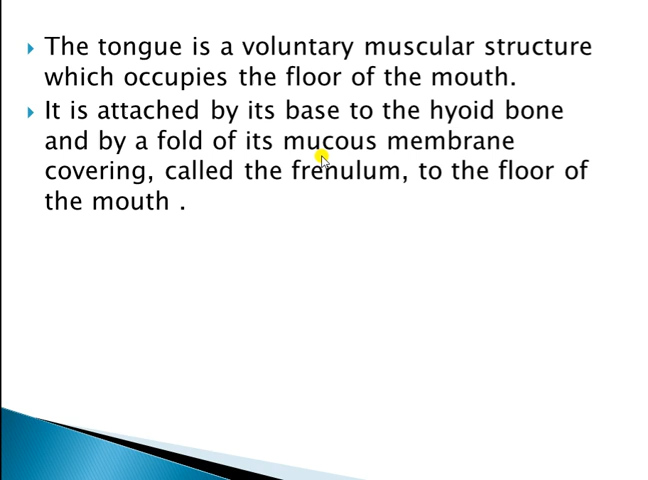 The tongue is a voluntary muscular structure
which occupies the floor of the mouth.
It is attached by its base to the hyoid bone
and by a fold of its mucous membrane
covering, called the frenulum, to the floor of
the mouth .